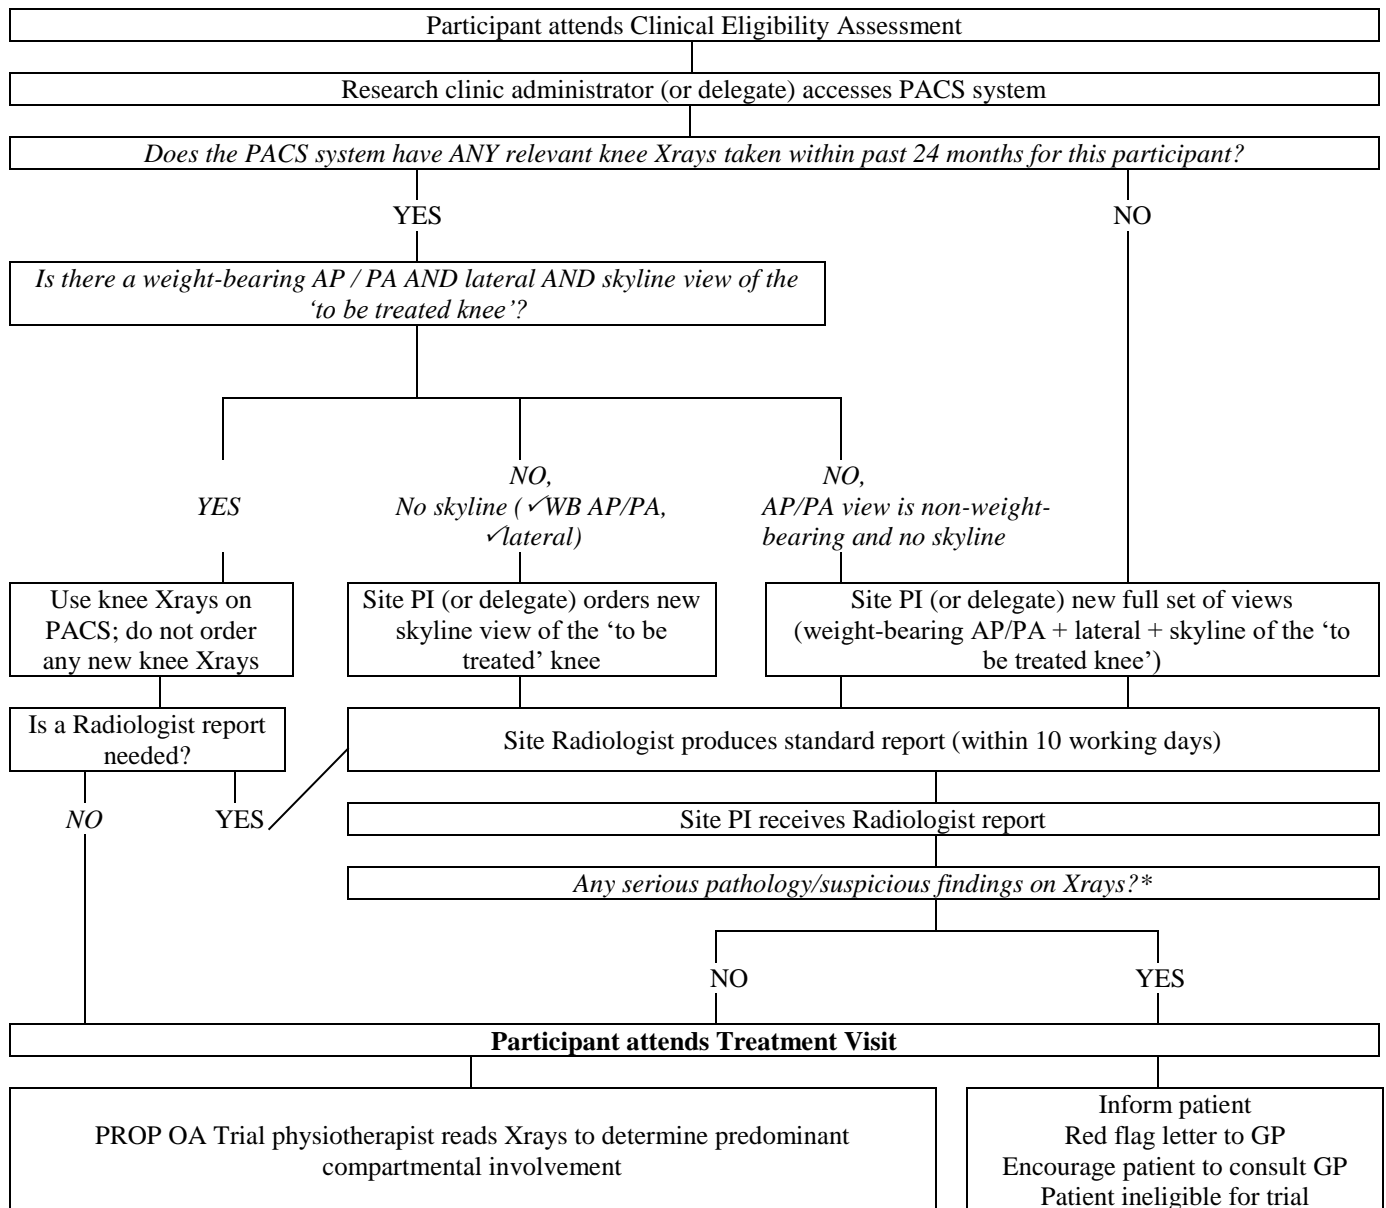 Participant attends Clinical Eligibility Assessment
Research clinic administrator (or delegate) accesses PACS system
Does the PACS system have ANY relevant knee Xrays taken within past 24 months for this participant?
YES
NO
Is there a weight-bearing AP / PA AND lateral AND skyline view of the
‘to be treated knee’?
YES
NO,
No skyline (✓WB AP/PA,
✓lateral)
NO,
AP/PA view is non-weight-
bearing and no skyline
Use knee Xrays on
PACS; do not order
any new knee Xrays
Site PI (or delegate) orders new
skyline view of the ‘to be
treated’ knee
Site PI (or delegate) new full set of views
(weight-bearing AP/PA + lateral + skyline of the ‘to
be treated knee’)
Is a Radiologist report
needed?
Site Radiologist produces standard report (within 10 working days)
NO
YES
Site PI receives Radiologist report
Any serious pathology/suspicious findings on Xrays?*
NO
YES
Participant attends Treatment Visit
PROP OA Trial physiotherapist reads Xrays to determine predominant
compartmental involvement
Inform patient
Red flag letter to GP
Encourage patient to consult GP
Patient ineligible for trial